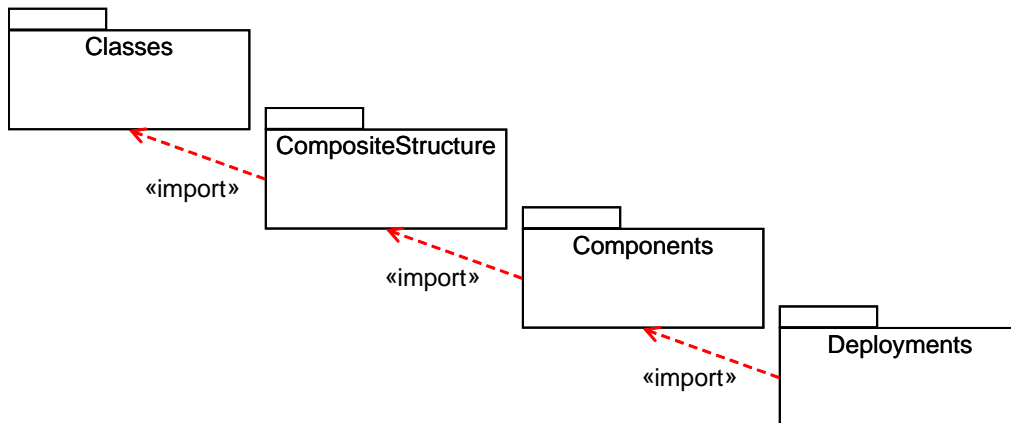 Classes
CompositeStructure
«import»
Components
«import»
Deployments
«import»